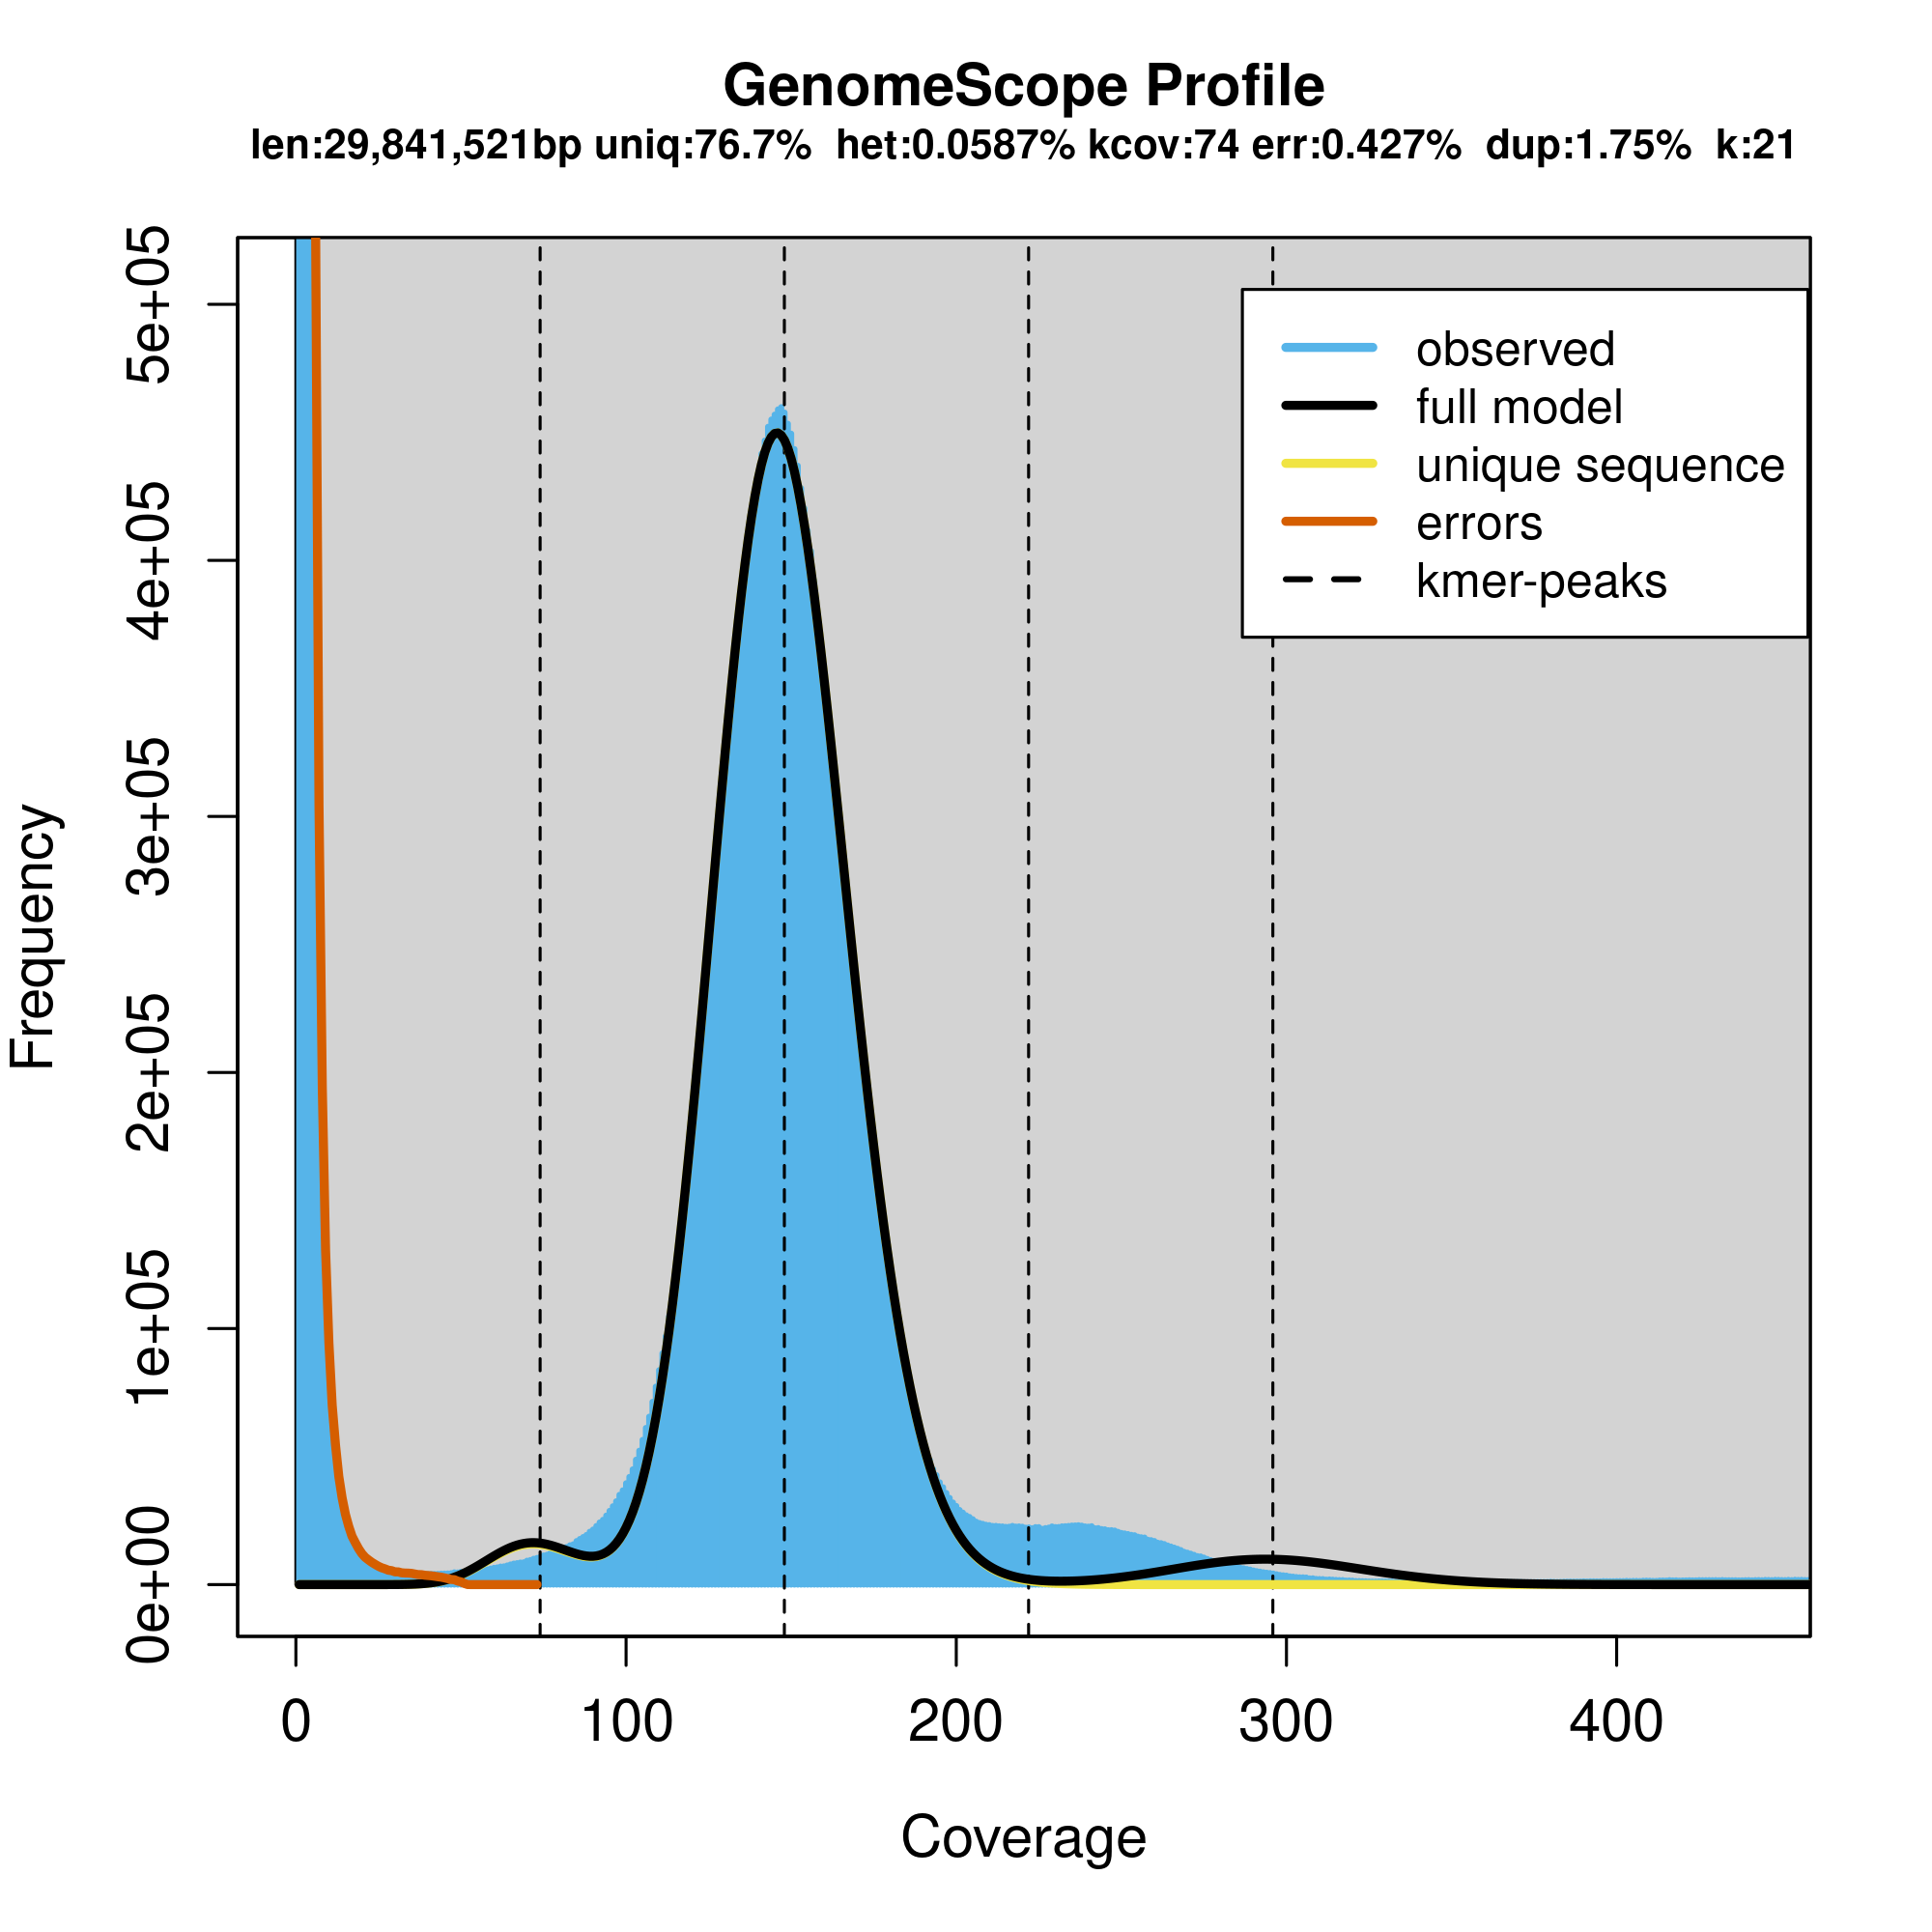 GenomeScope Profile
len:29,841,521bp uniq:76.7% het:0.0587% kcov:74 err:0.427% dup:1.75% k:21
observed
full model
unique sequence
errors
kmer-peaks
Frequency
5e+05
4e+05
3e+05
2e+05
1e+05
0e+00
0 100 200 300 400
Coverage